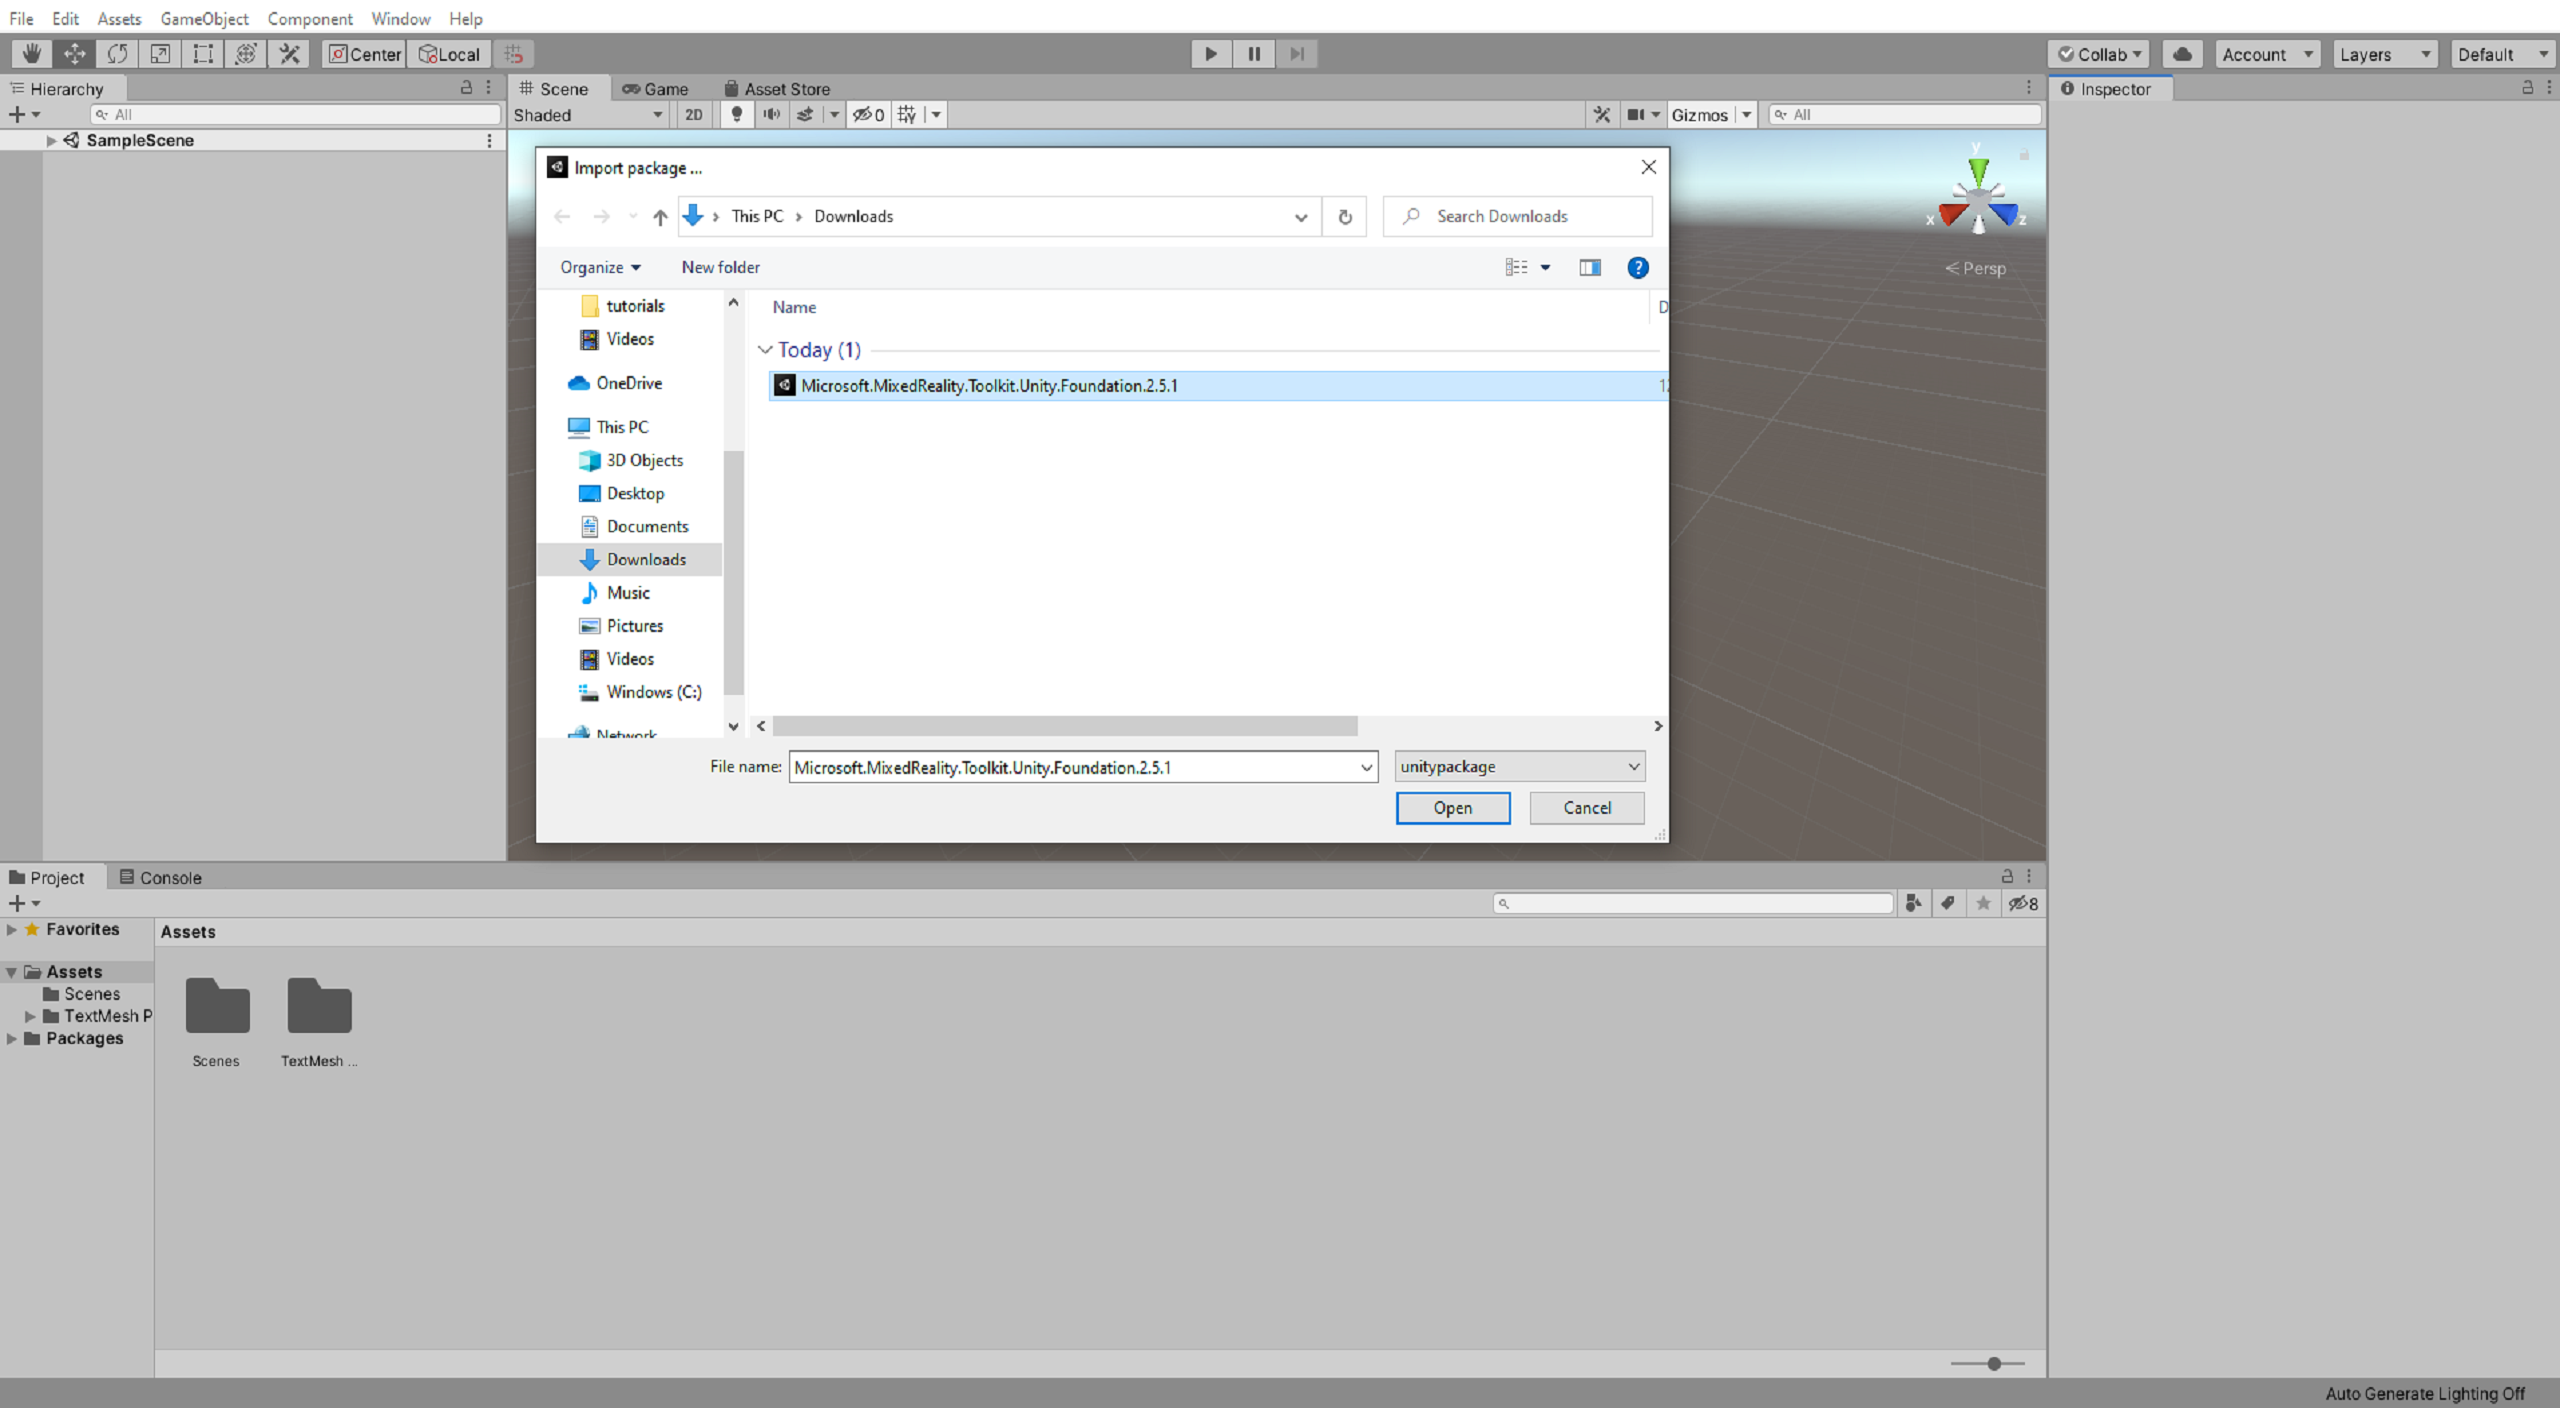 File Edit Assets GameObject Component Window Help
Center Local
Collab Account Layers Default
Hierarchy
All
SampleScene
Scene Game Asset Store
Shaded 2D 0 Gizmos All
y
x z
Persp
Inspector
Import package ...
This PC Downloads
Search Downloads
Organize New folder
tutorials
Videos
OneDrive
This PC
3D Objects
Desktop
Documents
Downloads
Music
Pictures
Videos
Windows (C:)
Network
Name D
Today (1)
Microsoft.MixedReality.Toolkit.Unity.Foundation.2.5.1
File name: Microsoft.MixedReality.Toolkit.Unity.Foundation.2.5.1 unitypackage
Open Cancel
Project Console
8
Favorites
Assets
Scenes
TextMesh P
Packages
Assets
Scenes TextMesh ...
Auto Generate Lighting Off